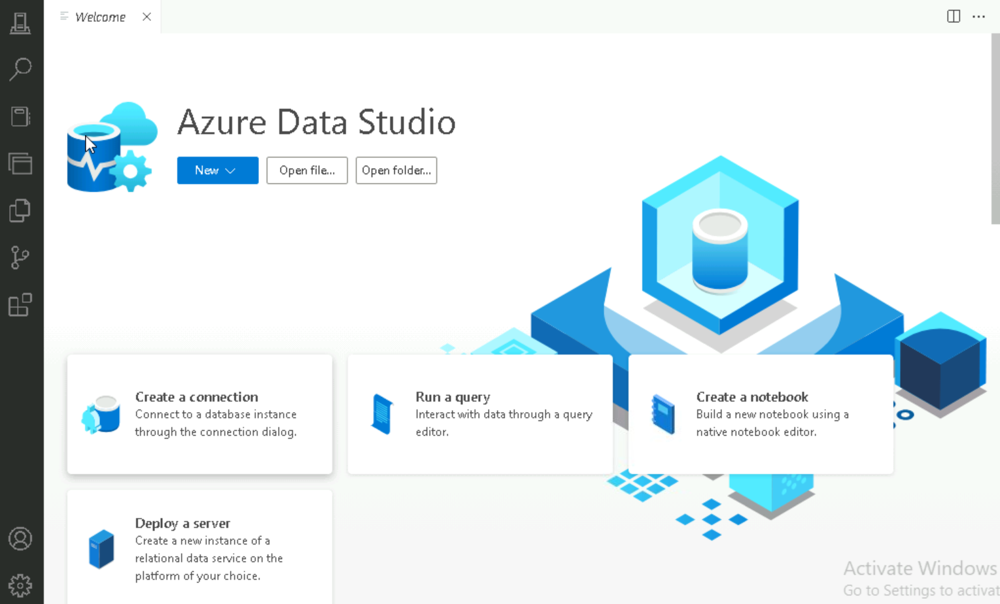 Welcome
Azure Data Studio
New
Open file...
Open folder...
Create a connection
Connect to a database instance
through the connection dialog.
Run a query
Interact with data through a query
editor.
Create a notebook
Build a new notebook using a
native notebook editor.
Deploy a server
Create a new instance of a
relational data service on the
platform of your choice.
Activate Windows
Go to Settings to activat